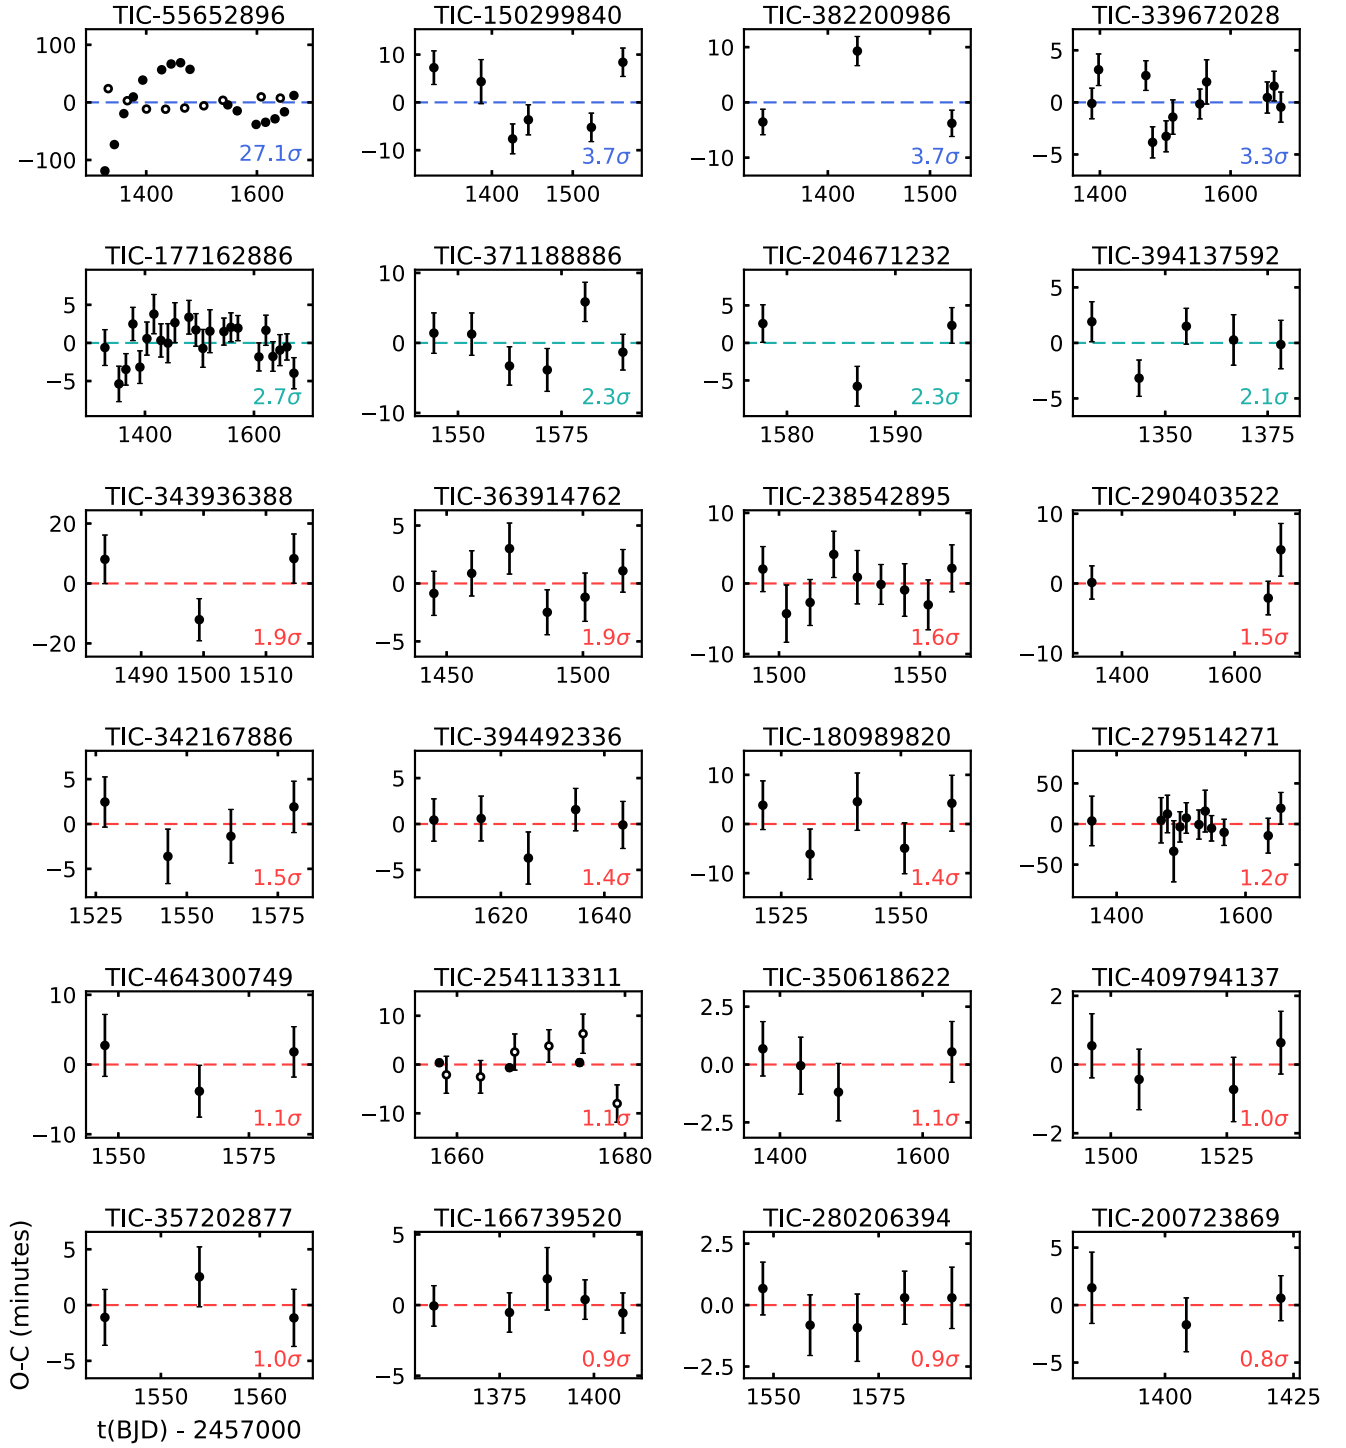 TIC-55652896 TIC-150299840 TIC-382200986 TIC-339672028
100 10 10 5
0 0 0 0
−100 −10 −10 −5
27.1σ 3.7σ 3.7σ 3.3σ
1400 1600 1400 1500 1400 1500 1400 1600
TIC-177162886 TIC-371188886 TIC-204671232 TIC-394137592
5 10 5 5
0 0 0 0
−5 −10 −5 −5
2.7σ 2.3σ 2.3σ 2.1σ
1400 1600 1550 1575 1580 1590 1350 1375
TIC-343936388 TIC-363914762 TIC-238542895 TIC-290403522
20 5 10 10
0 0 0 0
−20 −5 −10 −10
1.9σ 1.9σ 1.6σ 1.5σ
1490 1500 1510 1450 1500 1500 1550 1400 1600
TIC-342167886 TIC-394492336 TIC-180989820 TIC-279514271
5 5 10 50
0 0 0 0
−5 −5 −10 −50
1.5σ 1.4σ 1.4σ 1.2σ
1525 1550 1575 1620 1640 1525 1550 1400 1600
TIC-464300749 TIC-254113311 TIC-350618622 TIC-409794137
10 10 2.5 2
0 0 0.0 0
−10 −10 −2.5 −2
1.1σ 1.1σ 1.1σ 1.0σ
1550 1575 1660 1680 1400 1600 1500 1525
TIC-357202877 TIC-166739520 TIC-280206394 TIC-200723869
5 5 2.5 5
0 0 0.0 0
−5 −5 −2.5 −5
1.0σ 0.9σ 0.9σ 0.8σ
1550 1560 1375 1400 1550 1575 1400 1425
O-C (minutes)
t(BJD) - 2457000